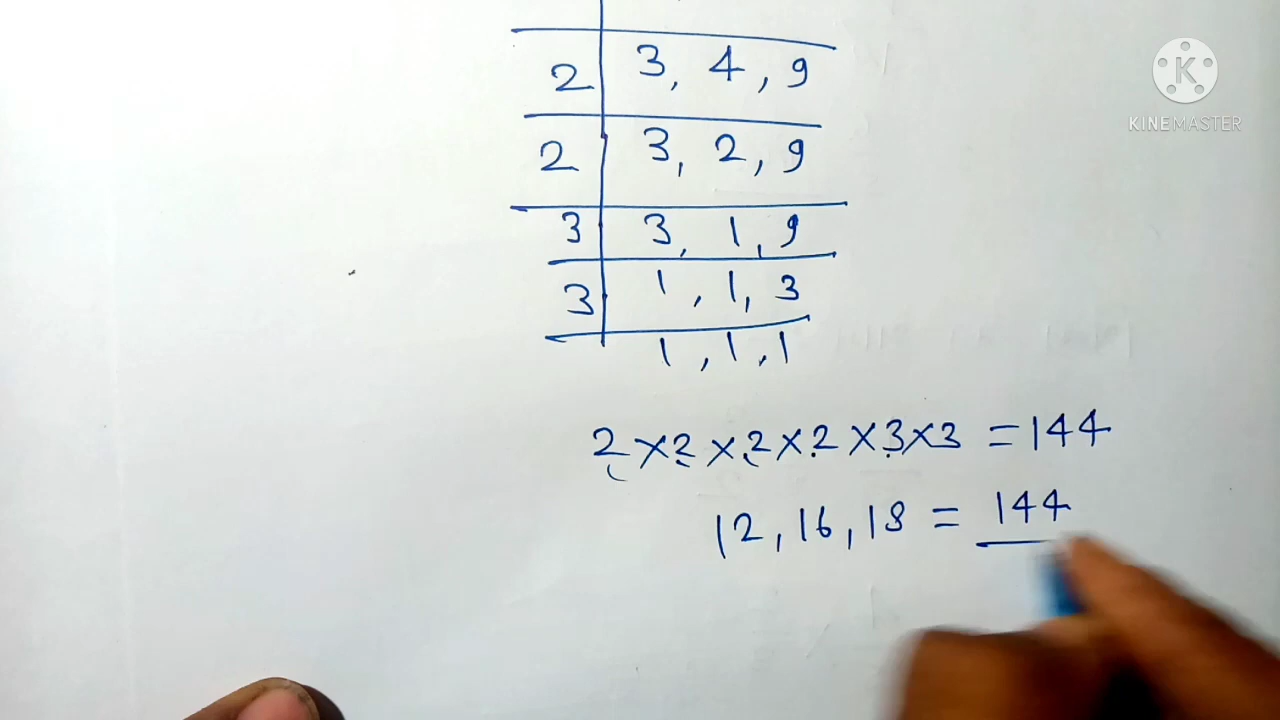 2 3, 4, 9
KINEMASTER
2 3, 2, 9
3 3, 1, 9
3 1, 1, 3
1, 1, 1
2×2×2×2×3×3 = 144
12, 16, 18 = 144